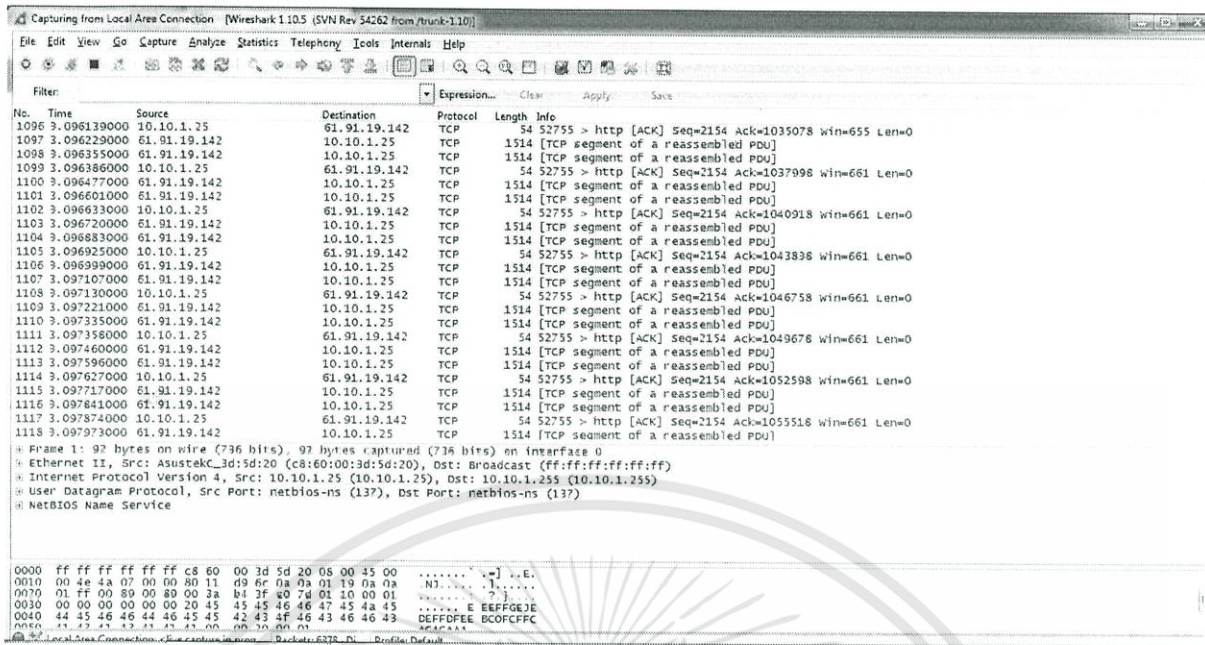 Capturing from Local Area Connection [Wireshark 1.10.5 (SVN Rev 54262 from /trunk-1.10)]
File Edit View Go Capture Analyze Statistics Telephony Tools Internals Help
Filter: Expression... Clear Apply Save
No. Time Source Destination Protocol Length Info
1096 9.096139000 10.10.1.25 61.91.19.142 TCP 54 52755 > http [ACK] Seq=2154 Ack=1035078 Win=655 Len=0
1097 3.096229000 61.91.19.142 10.10.1.25 TCP 1514 [TCP segment of a reassembled PDU]
1098 9.096355000 61.91.19.142 10.10.1.25 TCP 1514 [TCP segment of a reassembled PDU]
1099 3.096386000 10.10.1.25 61.91.19.142 TCP 54 52755 > http [ACK] Seq=2154 Ack=1037998 Win=661 Len=0
1100 9.096477000 61.91.19.142 10.10.1.25 TCP 1514 [TCP segment of a reassembled PDU]
1101 3.096601000 61.91.19.142 10.10.1.25 TCP 1514 [TCP segment of a reassembled PDU]
1102 9.096633000 10.10.1.25 61.91.19.142 TCP 54 52755 > http [ACK] Seq=2154 Ack=1040918 Win=661 Len=0
1103 3.096720000 61.91.19.142 10.10.1.25 TCP 1514 [TCP segment of a reassembled PDU]
1104 9.096883000 61.91.19.142 10.10.1.25 TCP 1514 [TCP segment of a reassembled PDU]
1105 3.096925000 10.10.1.25 61.91.19.142 TCP 54 52755 > http [ACK] Seq=2154 Ack=1043838 Win=661 Len=0
1106 9.096999000 61.91.19.142 10.10.1.25 TCP 1514 [TCP segment of a reassembled PDU]
1107 3.097107000 61.91.19.142 10.10.1.25 TCP 1514 [TCP segment of a reassembled PDU]
1108 9.097130000 10.10.1.25 61.91.19.142 TCP 54 52755 > http [ACK] Seq=2154 Ack=1046758 Win=661 Len=0
1109 3.097221000 61.91.19.142 10.10.1.25 TCP 1514 [TCP segment of a reassembled PDU]
1110 9.097335000 61.91.19.142 10.10.1.25 TCP 1514 [TCP segment of a reassembled PDU]
1111 3.097358000 10.10.1.25 61.91.19.142 TCP 54 52755 > http [ACK] Seq=2154 Ack=1049678 Win=661 Len=0
1112 9.097460000 61.91.19.142 10.10.1.25 TCP 1514 [TCP segment of a reassembled PDU]
1113 3.097596000 61.91.19.142 10.10.1.25 TCP 1514 [TCP segment of a reassembled PDU]
1114 9.097627000 10.10.1.25 61.91.19.142 TCP 54 52755 > http [ACK] Seq=2154 Ack=1052598 Win=661 Len=0
1115 3.097717000 61.91.19.142 10.10.1.25 TCP 1514 [TCP segment of a reassembled PDU]
1116 9.097841000 61.91.19.142 10.10.1.25 TCP 1514 [TCP segment of a reassembled PDU]
1117 3.097874000 10.10.1.25 61.91.19.142 TCP 54 52755 > http [ACK] Seq=2154 Ack=1055518 Win=661 Len=0
1118 9.097973000 61.91.19.142 10.10.1.25 TCP 1514 [TCP segment of a reassembled PDU]
Frame 1: 92 bytes on wire (736 bits), 92 bytes captured (736 bits) on interface 0
Ethernet II, Src: AsustekC_3d:5d:20 (c8:60:00:3d:5d:20), Dst: Broadcast (ff:ff:ff:ff:ff:ff)
Internet Protocol Version 4, Src: 10.10.1.25 (10.10.1.25), Dst: 10.10.1.255 (10.10.1.255)
User Datagram Protocol, Src Port: netbios-ns (137), Dst Port: netbios-ns (137)
NetBIOS Name Service
0000 ff ff ff ff ff ff c8 60 00 3d 5d 20 08 00 45 00 .......` .=] ..E.
0010 00 4e 4a 07 00 00 80 11 d9 6c 0a 0a 01 19 0a 0a .NJ..... .l......
0020 01 ff 00 89 00 89 00 3a b4 3f c0 7d 01 10 00 01
0030 00 00 00 00 00 00 20 45 45 45 46 46 47 45 4a 45 ...... E EEFFGEJE
0040 44 45 46 46 44 46 45 45 42 43 4f 46 43 46 46 43 DEFFDFEE BCOFCFFC
Local Area Connection: <live capture in prog... Packets: 6378 · Di Profile: Default